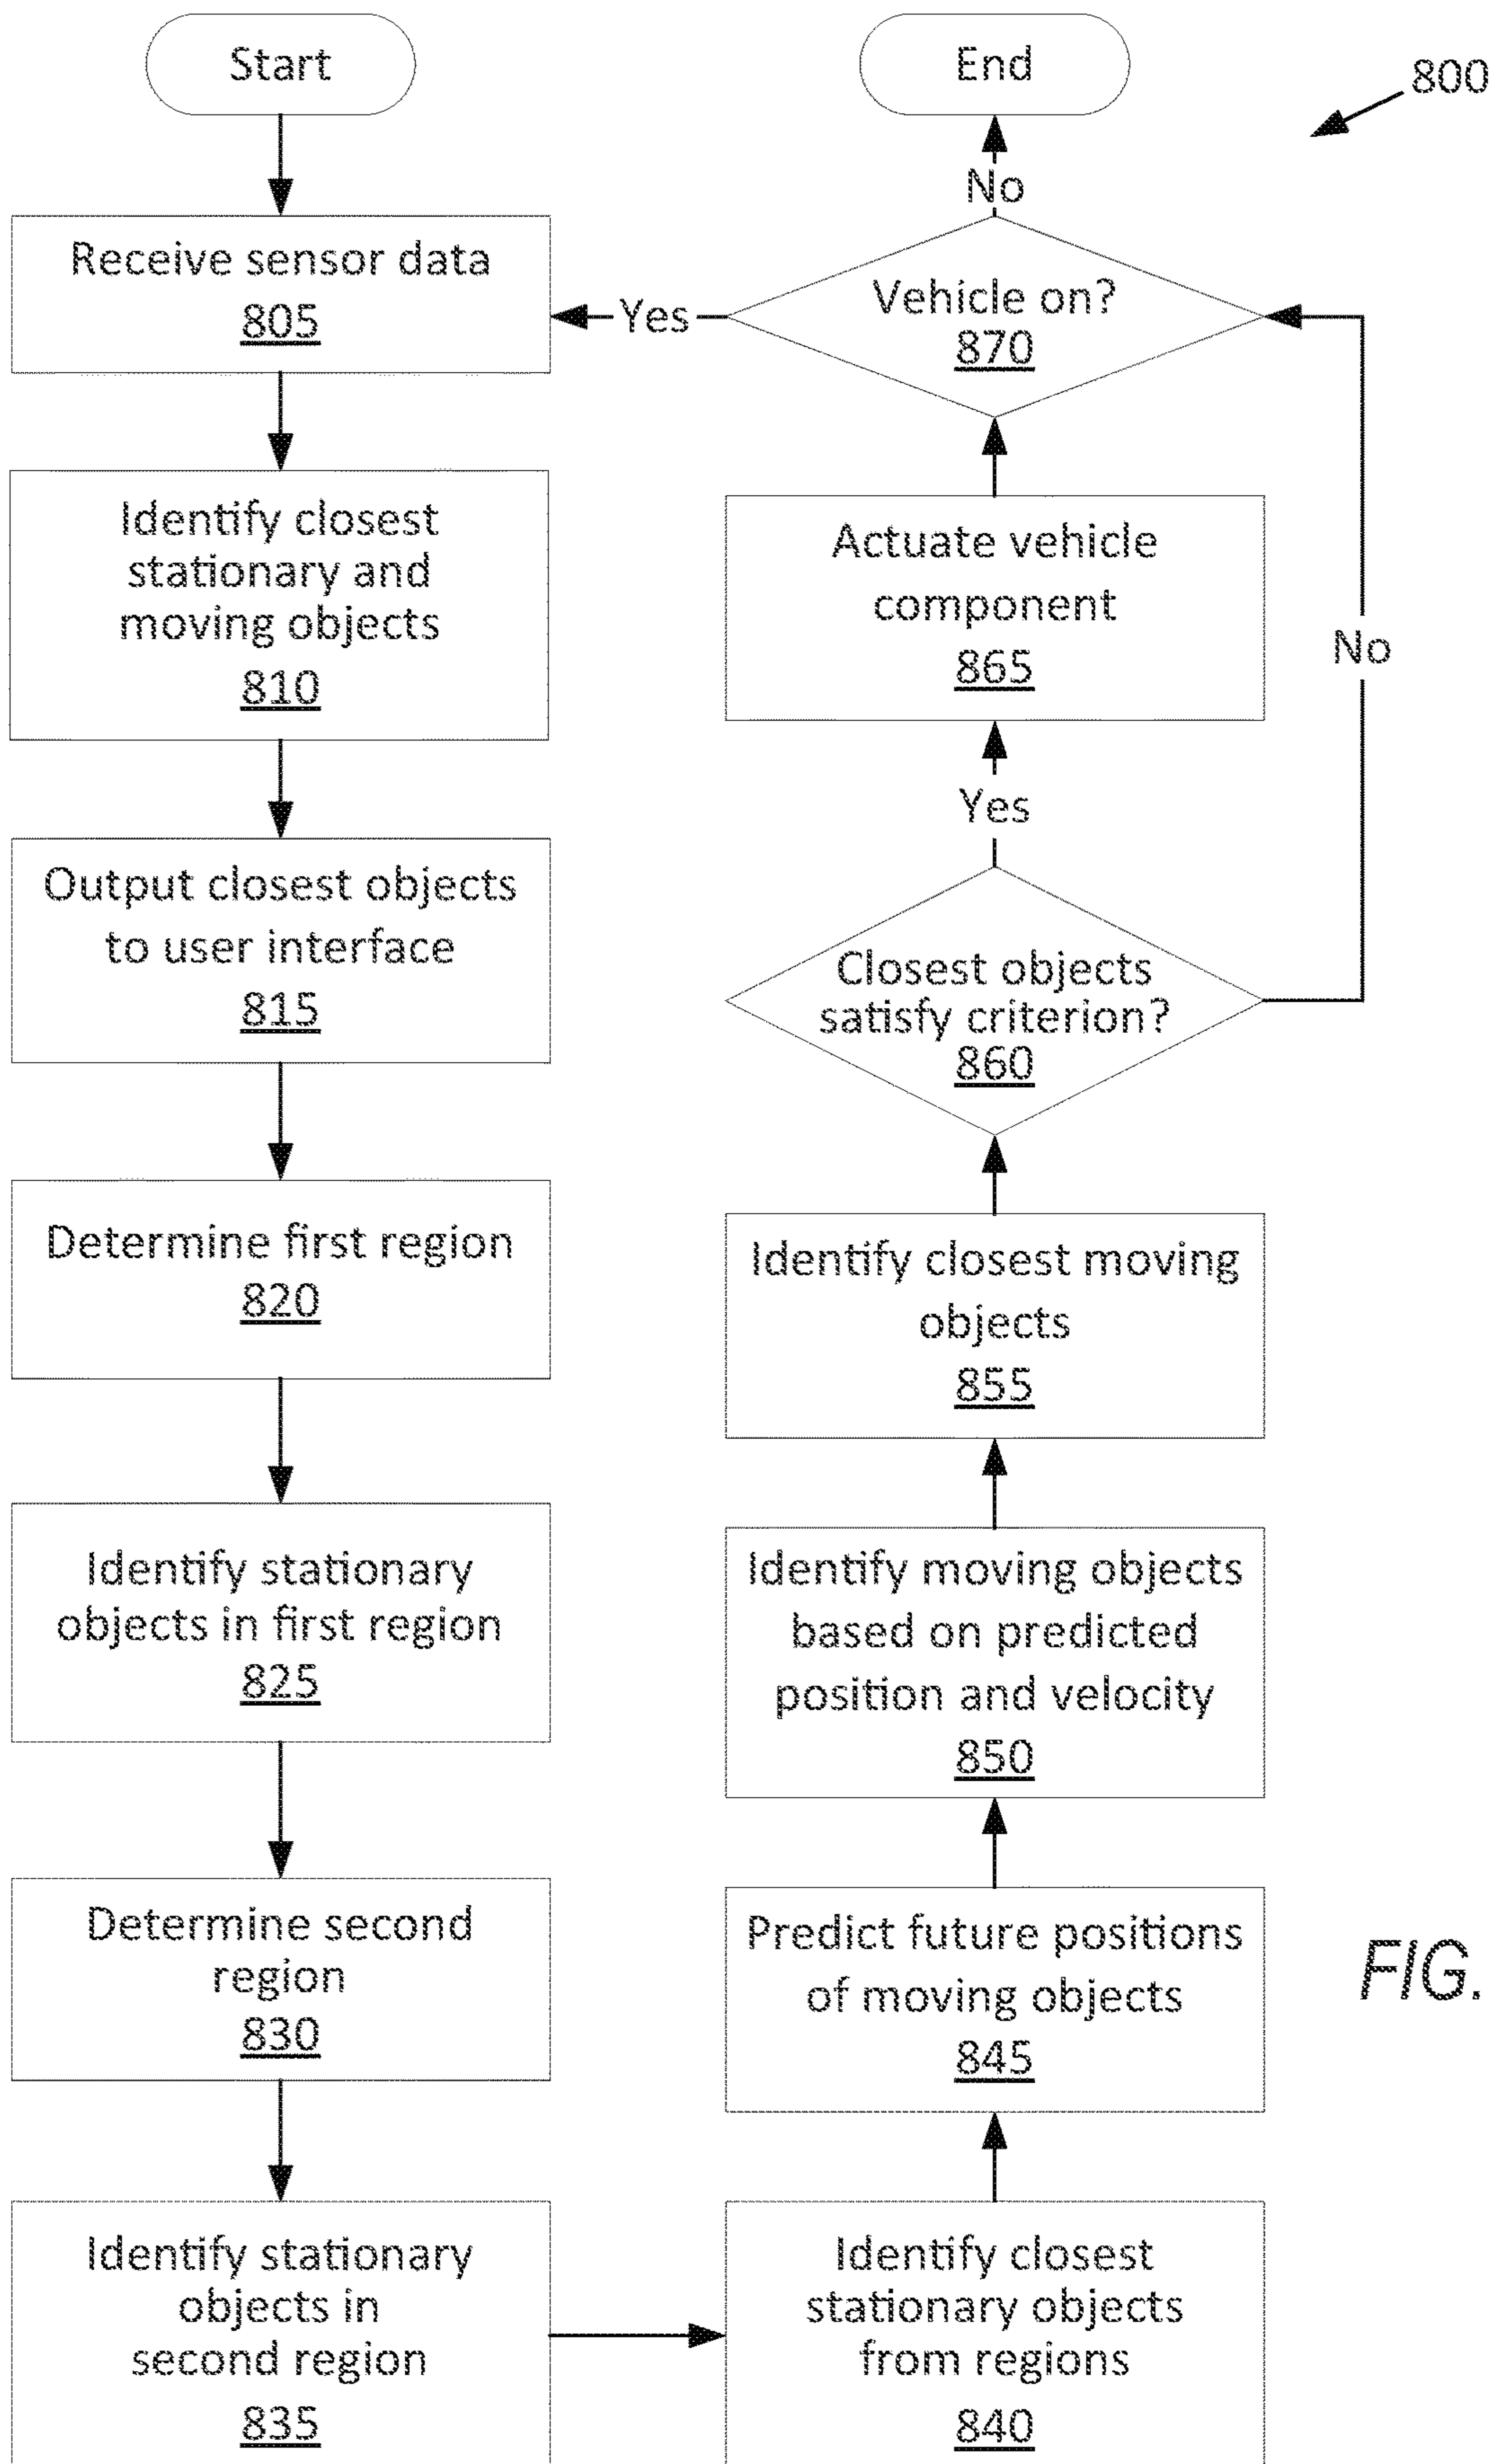 Start
Receive sensor data
805
Identify closest
stationary and
moving objects
810
Output closest objects
to user interface
815
Determine first region
820
Identify stationary
objects in first region
825
Determine second
region
830
Identify stationary
objects in
second region
835
Identify closest
stationary objects
from regions
840
Predict future positions
of moving objects
845
Identify moving objects
based on predicted
position and velocity
850
Identify closest moving
objects
855
Closest objects
satisfy criterion?
860
Yes
No
Actuate vehicle
component
865
Vehicle on?
870
Yes
No
End
800
FIG.